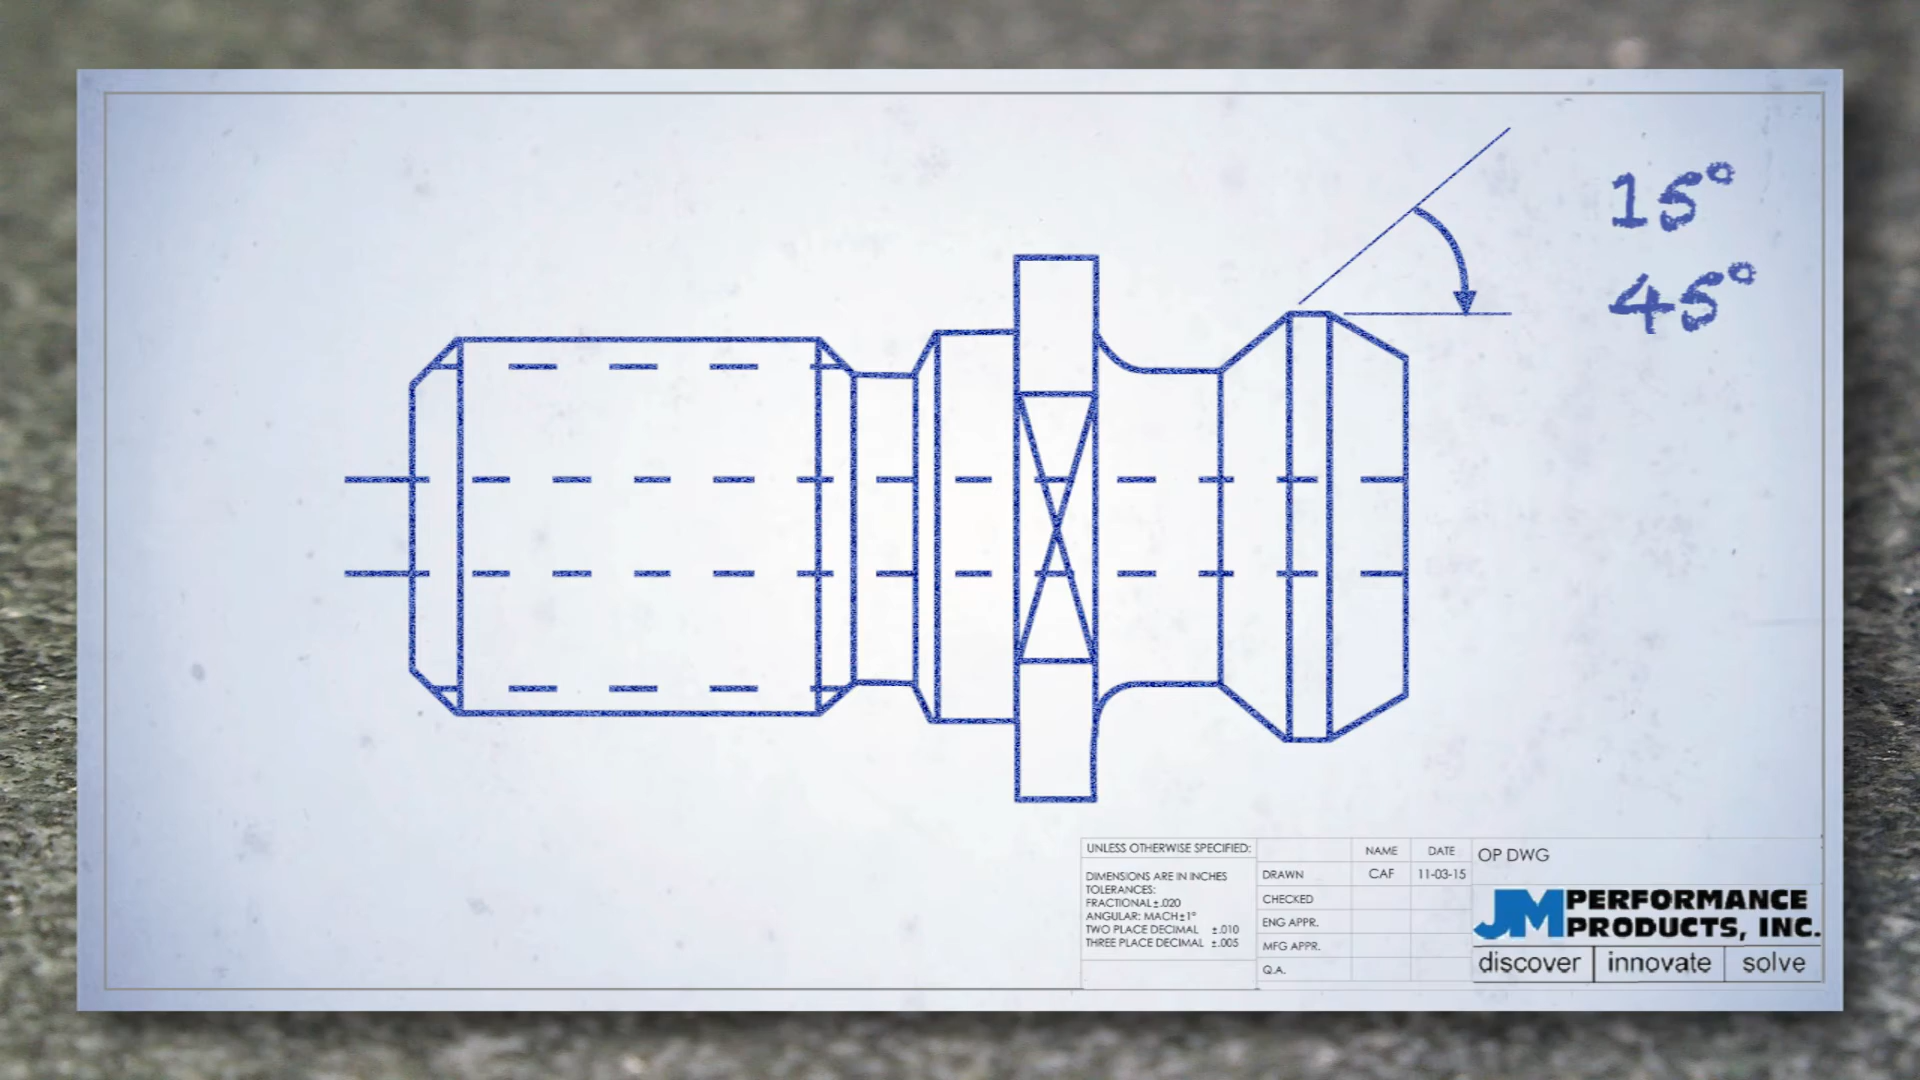 15°
45°
UNLESS OTHERWISE SPECIFIED:
DIMENSIONS ARE IN INCHES
TOLERANCES:
FRACTIONAL ±.020
ANGULAR: MACH±1°
TWO PLACE DECIMAL ±.010
THREE PLACE DECIMAL ±.005
NAME DATE
DRAWN CAF 11-03-15
CHECKED
ENG APPR.
MFG APPR.
Q.A.
OP DWG
JM PERFORMANCE
PRODUCTS, INC.
discover innovate solve